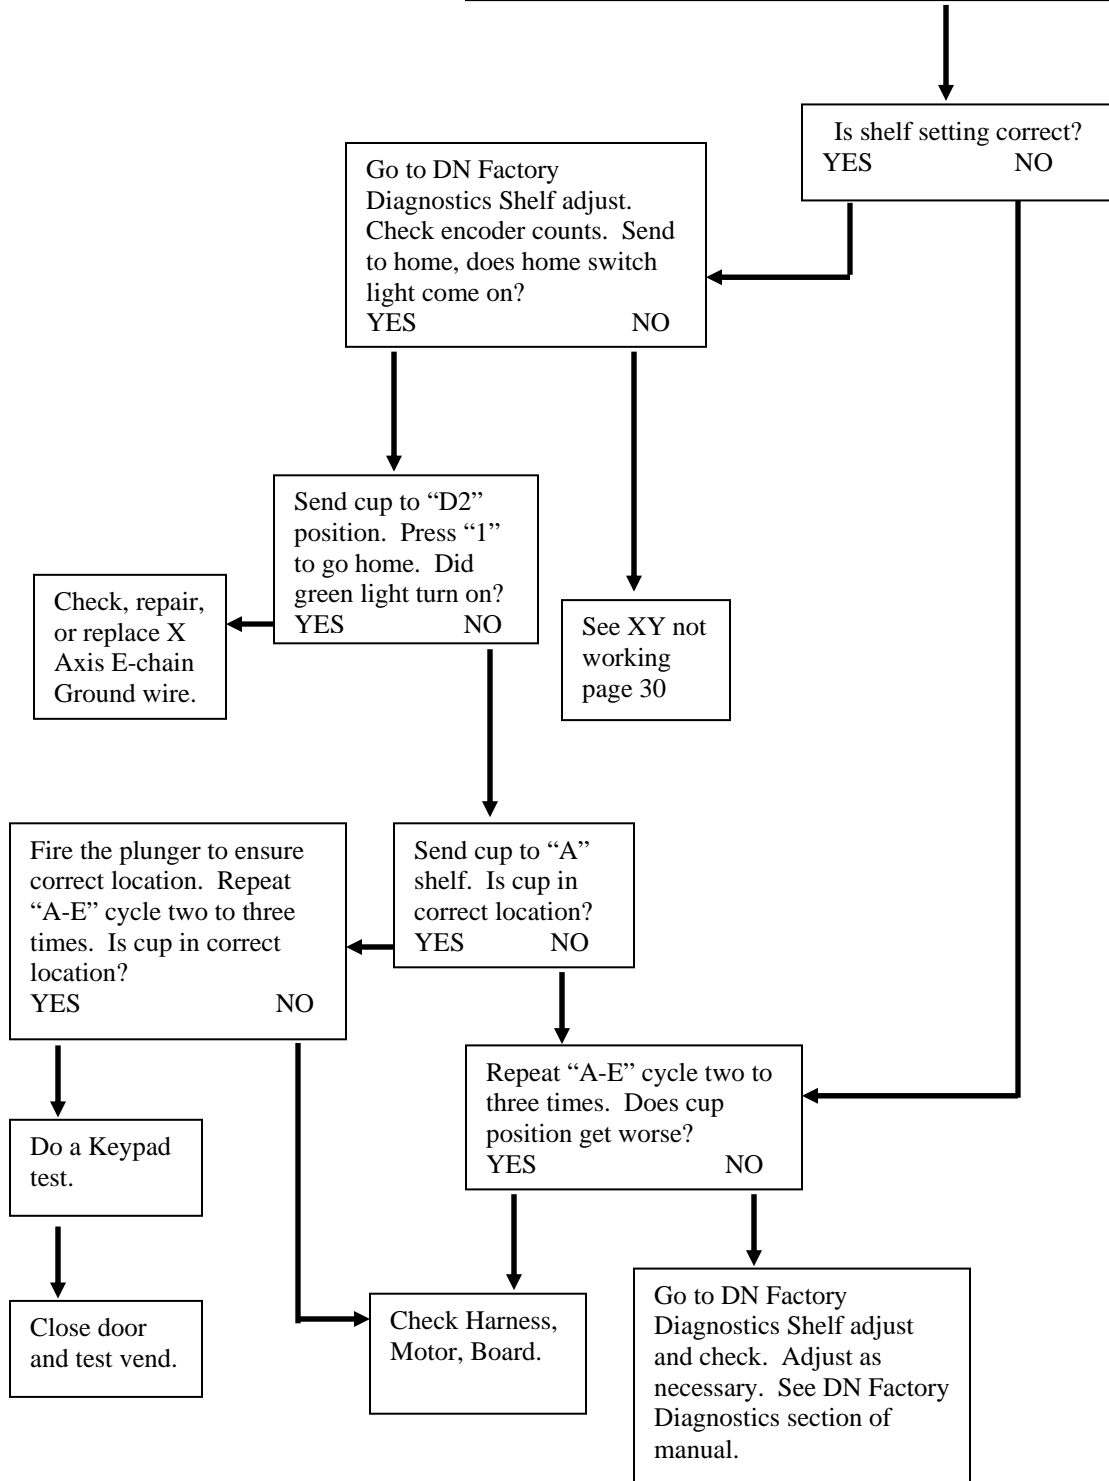 Is shelf setting correct?
YES NO
Go to DN Factory
Diagnostics Shelf adjust.
Check encoder counts. Send
to home, does home switch
light come on?
YES NO
Send cup to “D2”
position. Press “1”
to go home. Did
green light turn on?
YES NO
Check, repair,
or replace X
Axis E-chain
Ground wire.
See XY not
working
page 30
Fire the plunger to ensure
correct location. Repeat
“A-E” cycle two to three
times. Is cup in correct
location?
YES NO
Send cup to “A”
shelf. Is cup in
correct location?
YES NO
Repeat “A-E” cycle two to
three times. Does cup
position get worse?
YES NO
Do a Keypad
test.
Close door
and test vend.
Check Harness,
Motor, Board.
Go to DN Factory
Diagnostics Shelf adjust
and check. Adjust as
necessary. See DN Factory
Diagnostics section of
manual.